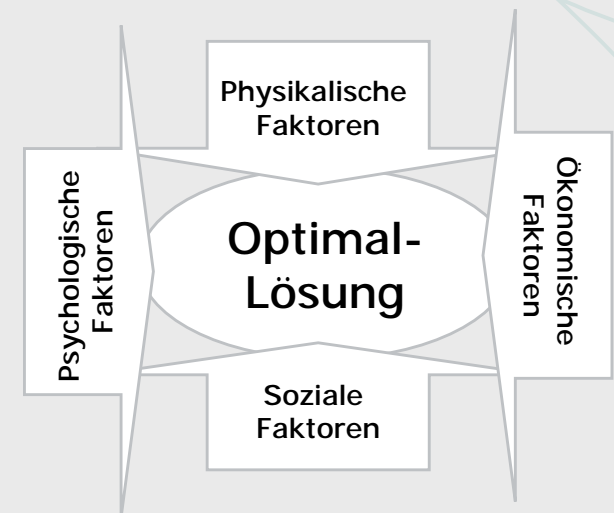 Physikalische
Faktoren
Psychologische
Faktoren
Optimal-
Lösung
Ökonomische
Faktoren
Soziale
Faktoren